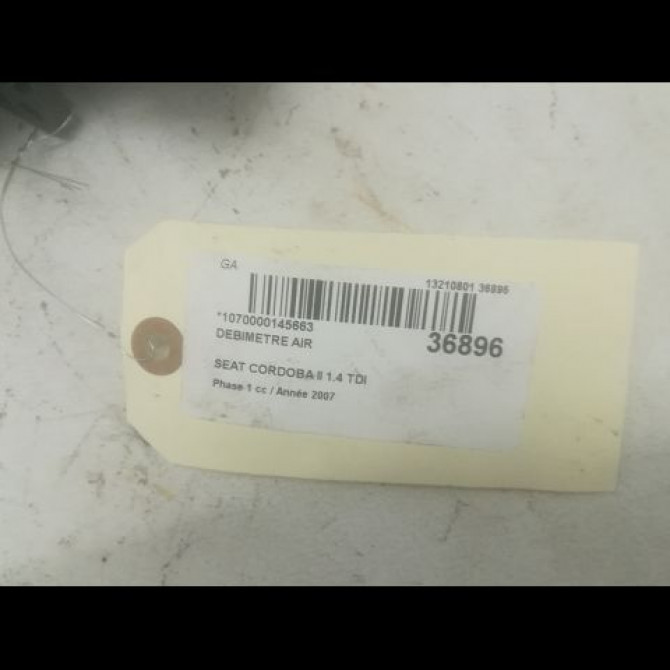 GA
13210801 36896
*1070000145663
DEBIMETRE AIR
36896
SEAT CORDOBA II 1.4 TDI
Phase 1 cc / Année 2007